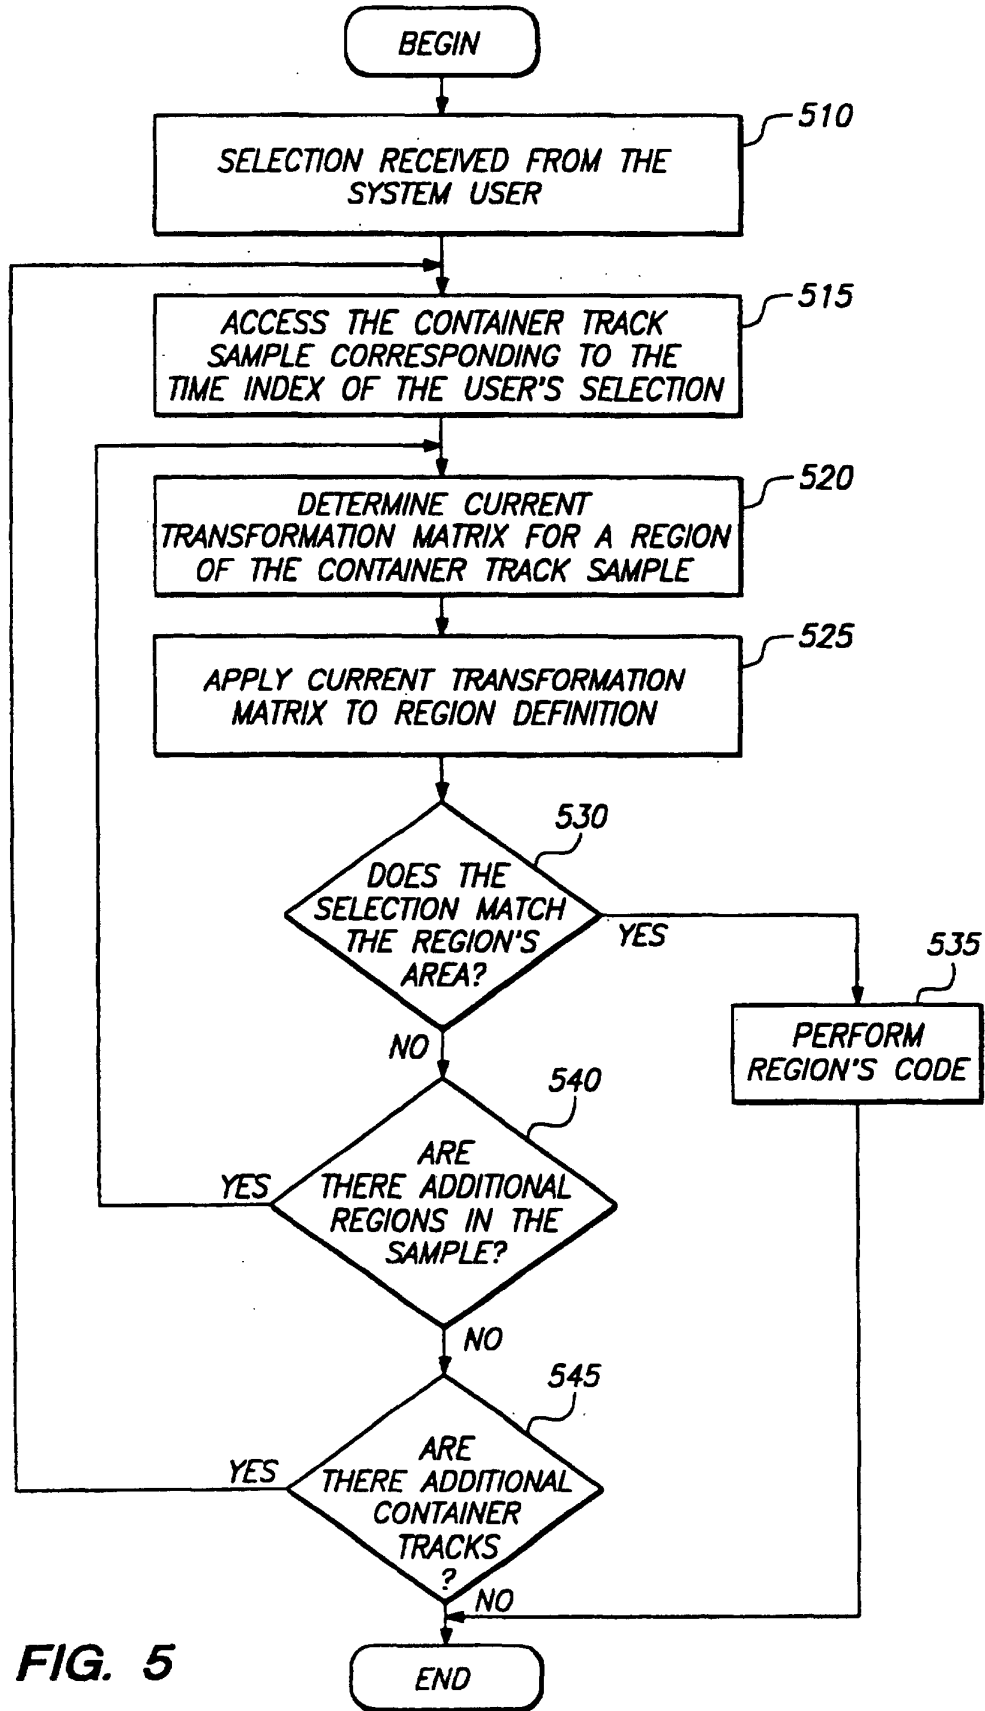 BEGIN
510
SELECTION RECEIVED FROM THE
SYSTEM USER
515
ACCESS THE CONTAINER TRACK
SAMPLE CORRESPONDING TO THE
TIME INDEX OF THE USER'S SELECTION
520
DETERMINE CURRENT
TRANSFORMATION MATRIX FOR A REGION
OF THE CONTAINER TRACK SAMPLE
525
APPLY CURRENT TRANSFORMATION
MATRIX TO REGION DEFINITION
530
DOES THE
SELECTION MATCH
THE REGION'S
AREA?
YES
535
PERFORM
REGION'S CODE
NO
540
ARE
THERE ADDITIONAL
REGIONS IN THE
SAMPLE?
YES
NO
545
ARE
THERE ADDITIONAL
CONTAINER
TRACKS
?
YES
NO
END
FIG. 5